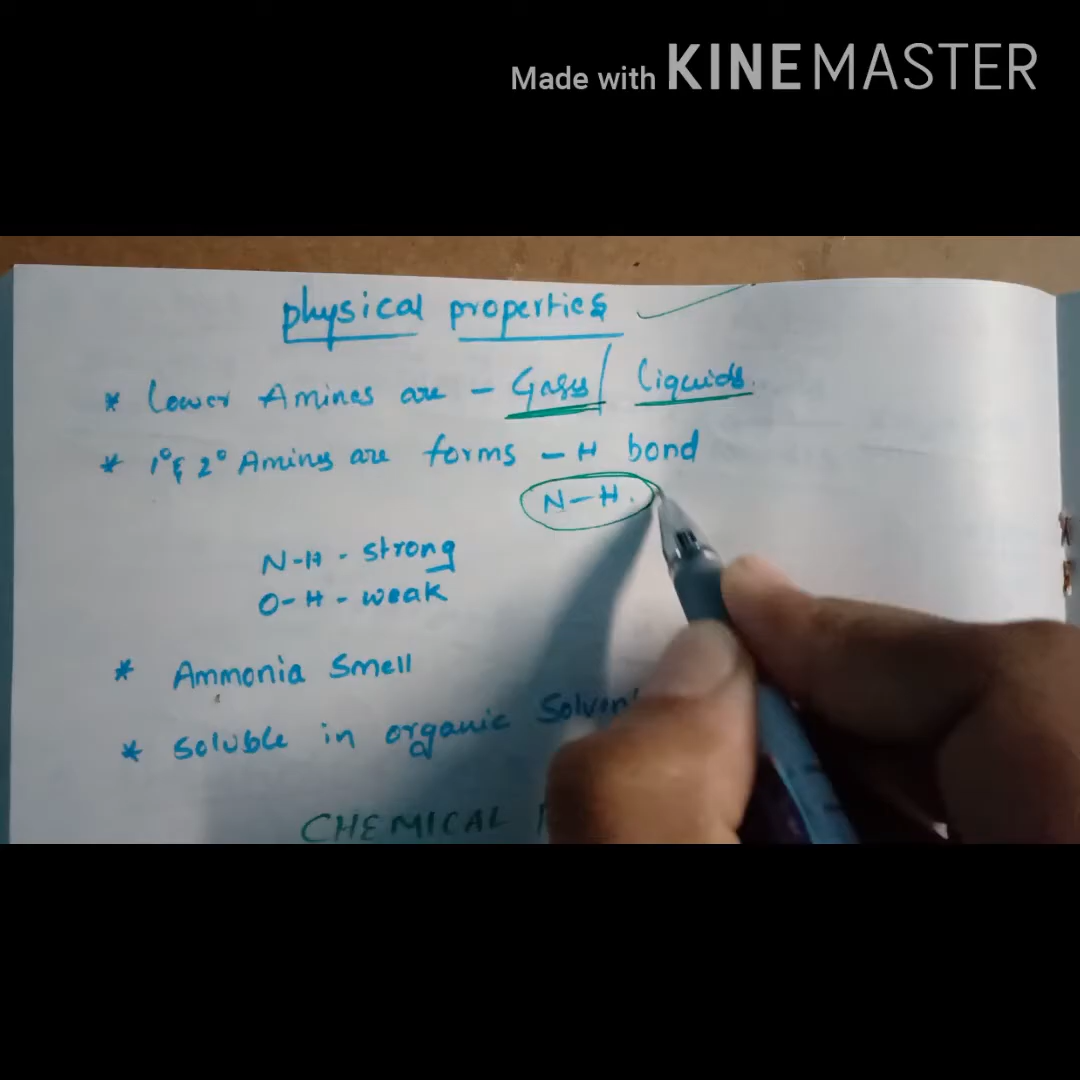 Made with KINEMASTER
physical properties
* Lower Amines are - Gases / liquids.
* 1° & 2° Amines are forms - H bond
N-H.
N-H - strong
O-H - weak
* Ammonia Smell
* Soluble in organic
CHEMICAL